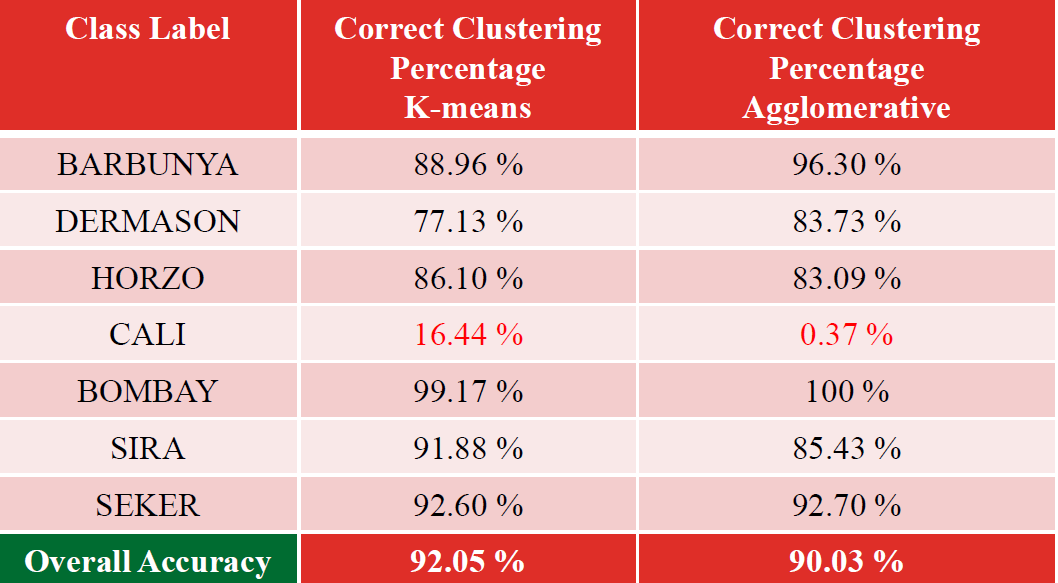 Class Label
Correct Clustering
Percentage
K-means
Correct Clustering
Percentage
Agglomerative
BARBUNYA 88.96 % 96.30 %
DERMASON 77.13 % 83.73 %
HORZO 86.10 % 83.09 %
CALI 16.44 % 0.37 %
BOMBAY 99.17 % 100 %
SIRA 91.88 % 85.43 %
SEKER 92.60 % 92.70 %
Overall Accuracy 92.05 % 90.03 %